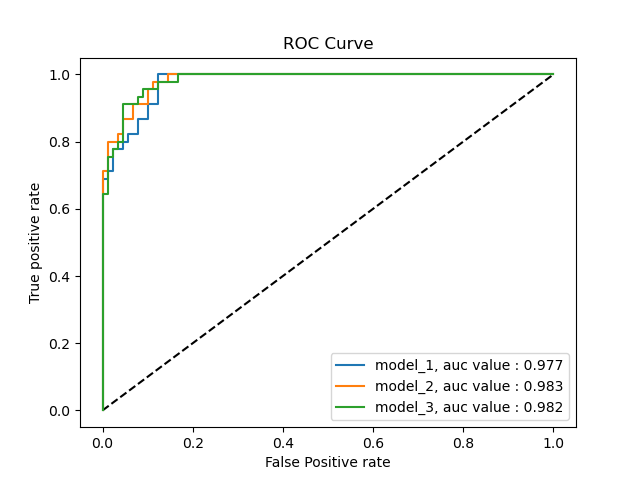 ROC Curve
True positive rate
1.0
0.8
0.6
0.4
0.2
0.0
model_1, auc value : 0.977
model_2, auc value : 0.983
model_3, auc value : 0.982
0.0 0.2 0.4 0.6 0.8 1.0
False Positive rate